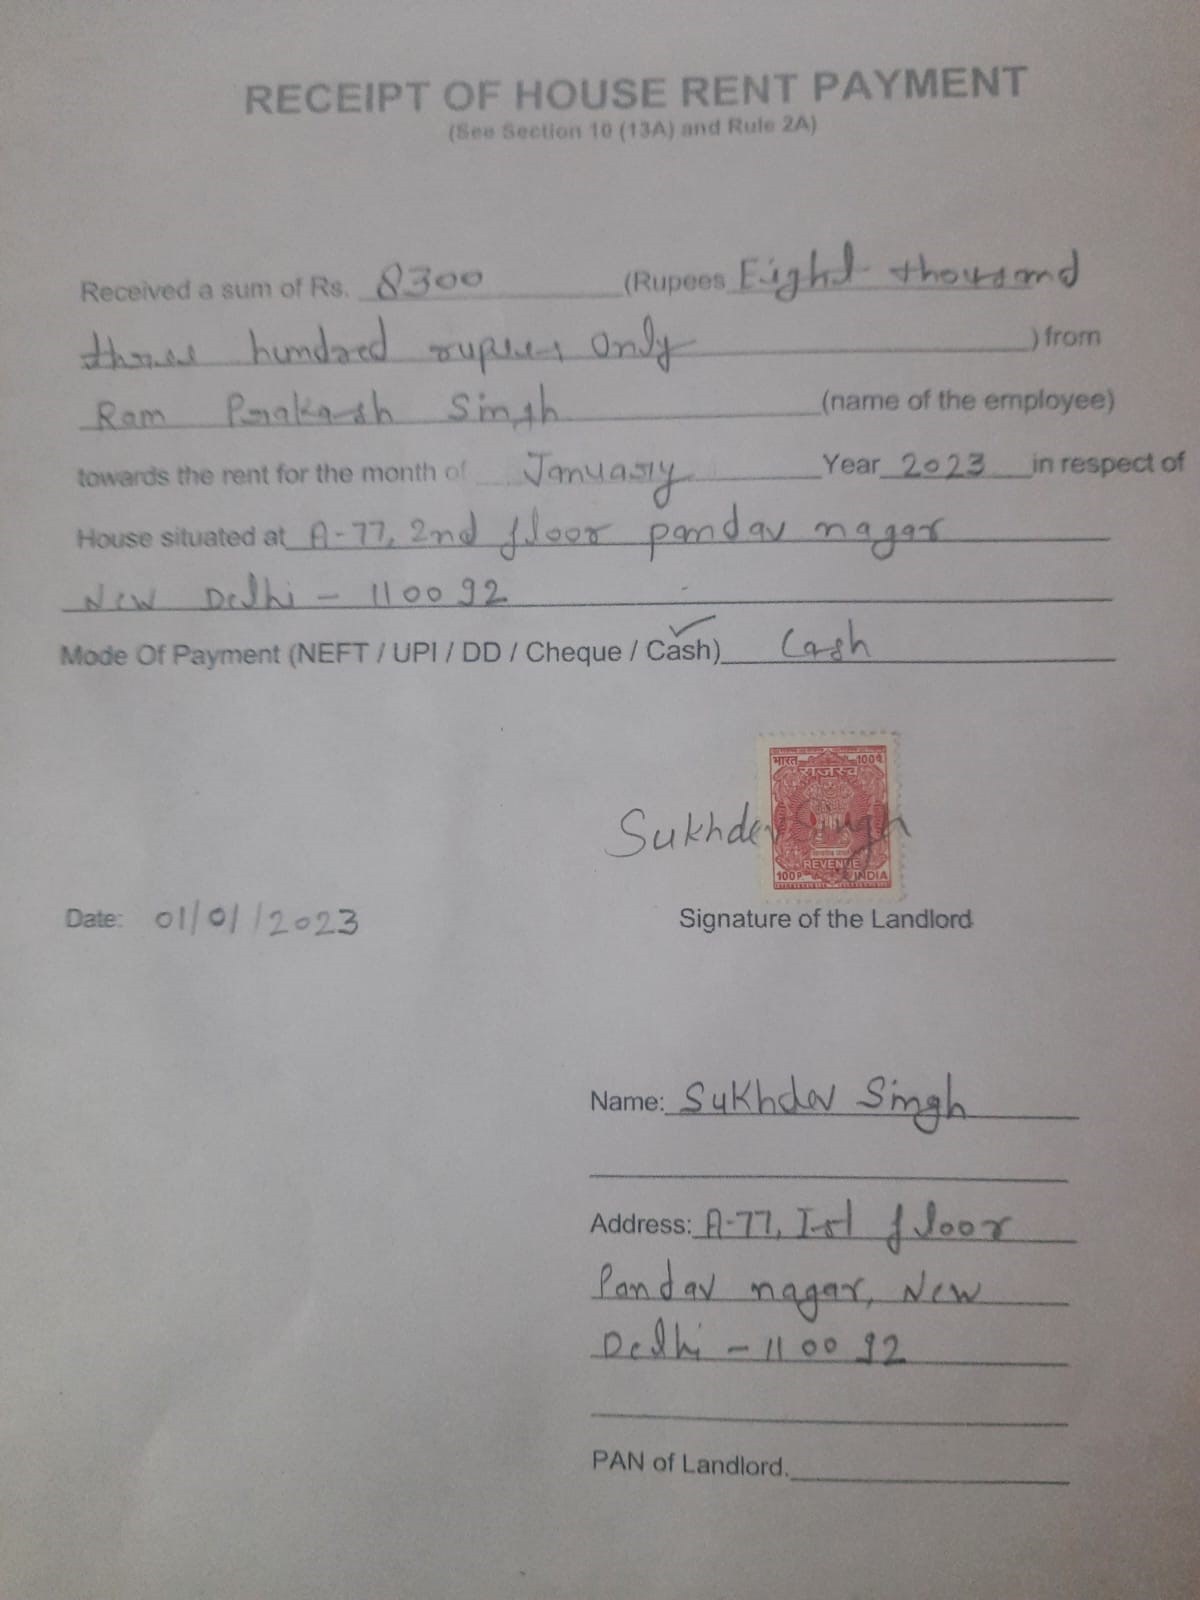 RECEIPT OF HOUSE RENT PAYMENT
(See Section 10 (13A) and Rule 2A)
Received a sum of Rs. 8300 (Rupees Eight thousand
three hundred rupees Only ) from
Ram Prakash Singh (name of the employee)
towards the rent for the month of January Year 2023 in respect of
House situated at A-77, 2nd floor pandav nagar
New Delhi - 110092
Mode Of Payment (NEFT / UPI / DD / Cheque / Cash) Cash
भारत 100 P.
राजस्व
Sukhdev Singh
REVENUE
100 P. INDIA
Date: 01/01/2023 Signature of the Landlord
Name: Sukhdev Singh
Address: A-77, Ist floor
Pandav nagar, New
Delhi - 110092
PAN of Landlord.